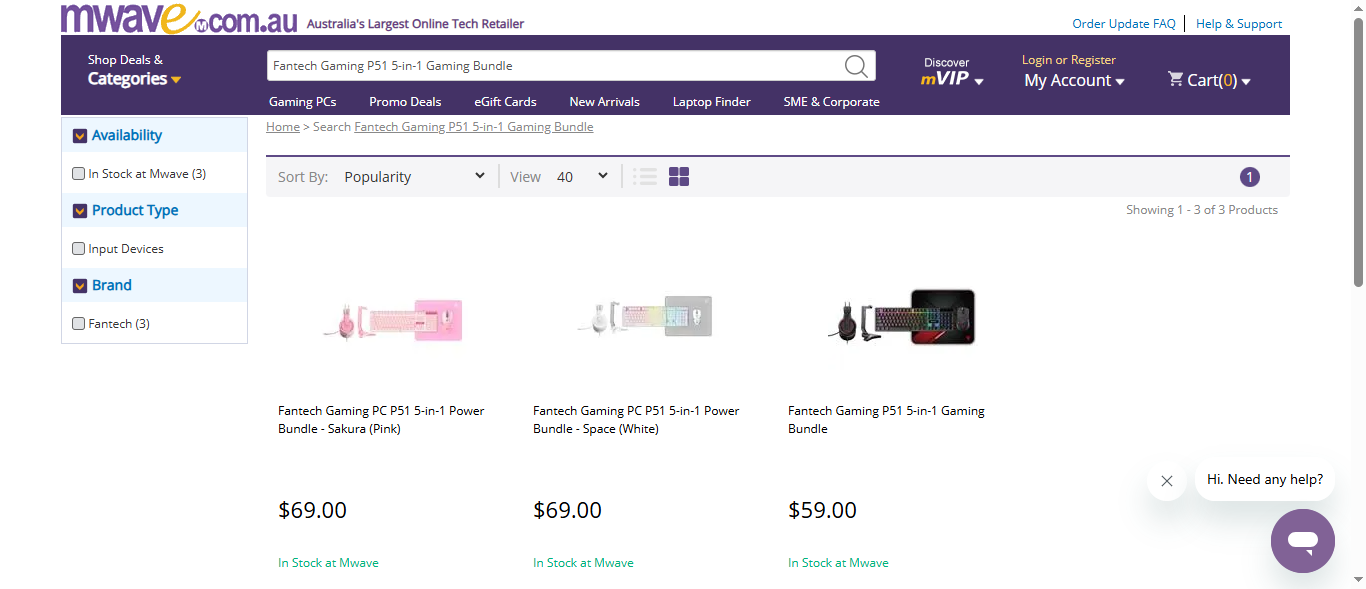 mwave.com.au
Australia's Largest Online Tech Retailer
Order Update FAQ
Help & Support
Shop Deals &
Categories
Fantech Gaming P51 5-in-1 Gaming Bundle
Discover
mVIP
Login or Register
My Account
Cart(0)
Gaming PCs
Promo Deals
eGift Cards
New Arrivals
Laptop Finder
SME & Corporate
Home > Search Fantech Gaming P51 5-in-1 Gaming Bundle
Availability
In Stock at Mwave (3)
Product Type
Input Devices
Brand
Fantech (3)
Sort By: Popularity
View 40
1
Showing 1 - 3 of 3 Products
Fantech Gaming PC P51 5-in-1 Power
Bundle - Sakura (Pink)
$69.00
In Stock at Mwave
Fantech Gaming PC P51 5-in-1 Power
Bundle - Space (White)
$69.00
In Stock at Mwave
Fantech Gaming P51 5-in-1 Gaming
Bundle
$59.00
In Stock at Mwave
Hi. Need any help?